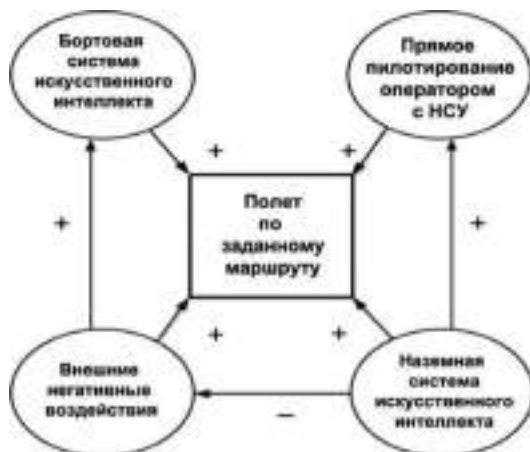 Бортовая
система
искусственного
интеллекта
Прямое
пилотирование
оператором
с НСУ
+
+
+
+
Полет
по
заданному
маршруту
+
+
Внешние
негативные
воздействия
Наземная
система
искусственного
интеллекта
−